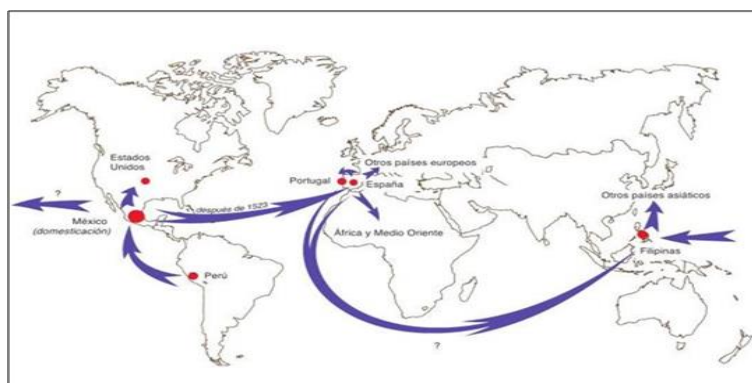 Estados
Unidos
?
México
(domesticación)
Perú
después de 1523
Portugal
España
Otros países europeos
África y Medio Oriente
Otros países asiáticos
Filipinas
?